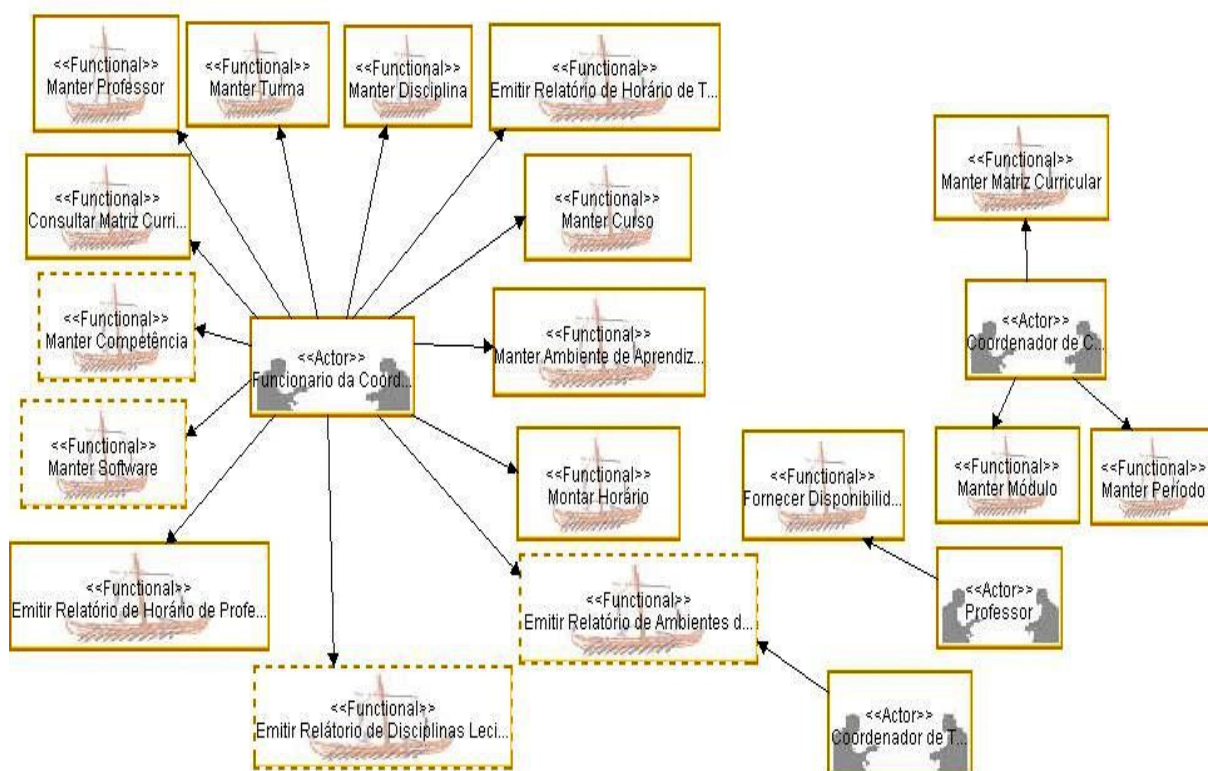 <<Functional>>
Manter Professor
<<Functional>>
Manter Turma
<<Functional>>
Manter Disciplina
<<Functional>>
Emitir Relatório de Horário de T...
<<Functional>>
Manter Matriz Curricular
<<Functional>>
Consultar Matriz Curri...
<<Functional>>
Manter Curso
<<Functional>>
Manter Competência
<<Actor>>
Funcionario da Coord...
<<Functional>>
Manter Ambiente de Aprendiz...
<<Actor>>
Coordenador de C...
<<Functional>>
Manter Software
<<Functional>>
Montar Horário
<<Functional>>
Fornecer Disponibilid...
<<Functional>>
Manter Módulo
<<Functional>>
Manter Período
<<Functional>>
Emitir Relatório de Horário de Profe...
<<Functional>>
Emitir Relatório de Ambientes d...
<<Actor>>
Professor
<<Functional>>
Emitir Relátorio de Disciplinas Leci...
<<Actor>>
Coordenador de T...